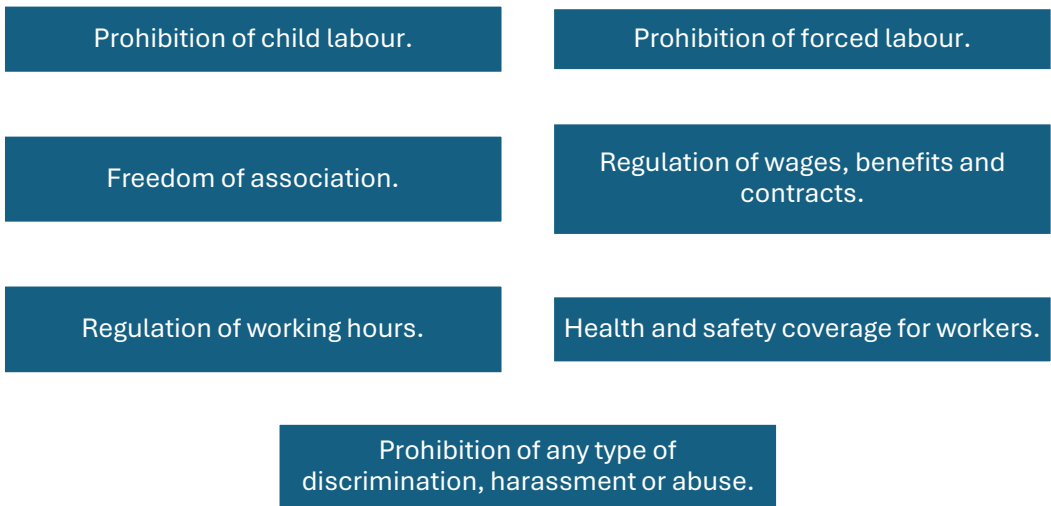 Prohibition of child labour.
Prohibition of forced labour.
Freedom of association.
Regulation of wages, benefits and
contracts.
Regulation of working hours.
Health and safety coverage for workers.
Prohibition of any type of
discrimination, harassment or abuse.